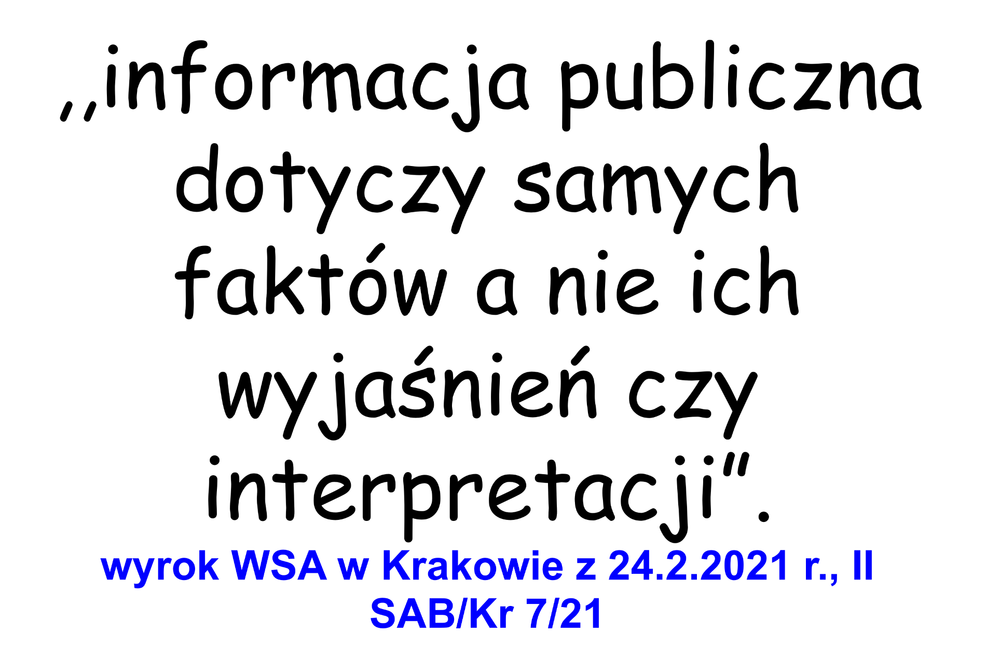 ,,informacja publiczna
dotyczy samych
faktów a nie ich
wyjaśnień czy
interpretacji”.
wyrok WSA w Krakowie z 24.2.2021 r., II
SAB/Kr 7/21